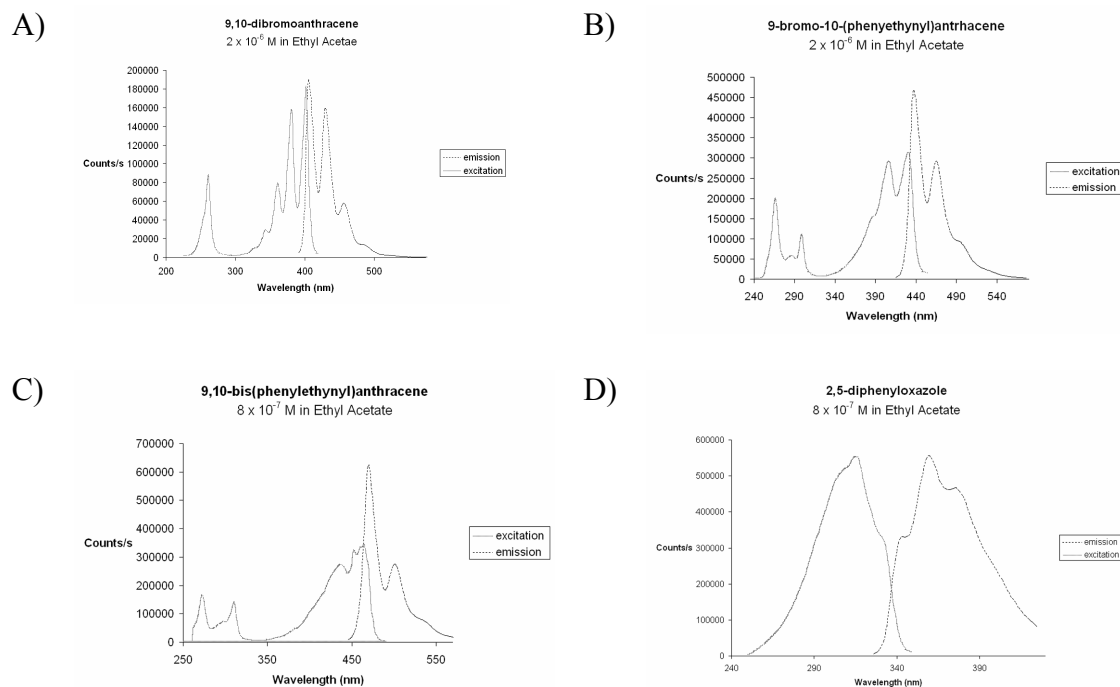 A)
9,10-dibromoanthracene
2 x 10⁻⁶ M in Ethyl Acetae
200000
180000
160000
140000
120000
100000
80000
60000
40000
20000
0
Counts/s
200 300 400 500
Wavelength (nm)
emission
excitation
B)
9-bromo-10-(phenyethynyl)antrhacene
2 x 10⁻⁶ M in Ethyl Acetate
500000
450000
400000
350000
300000
250000
200000
150000
100000
50000
0
Counts/s
240 290 340 390 440 490 540
Wavelength (nm)
excitation
emission
C)
9,10-bis(phenylethynyl)anthracene
8 x 10⁻⁷ M in Ethyl Acetate
700000
600000
500000
400000
300000
200000
100000
0
Counts/s
250 350 450 550
Wavelength (nm)
excitation
emission
D)
2,5-diphenyloxazole
8 x 10⁻⁷ M in Ethyl Acetate
600000
500000
400000
300000
200000
100000
0
Counts/s
240 290 340 390
Wavelength (nm)
emission
excitation